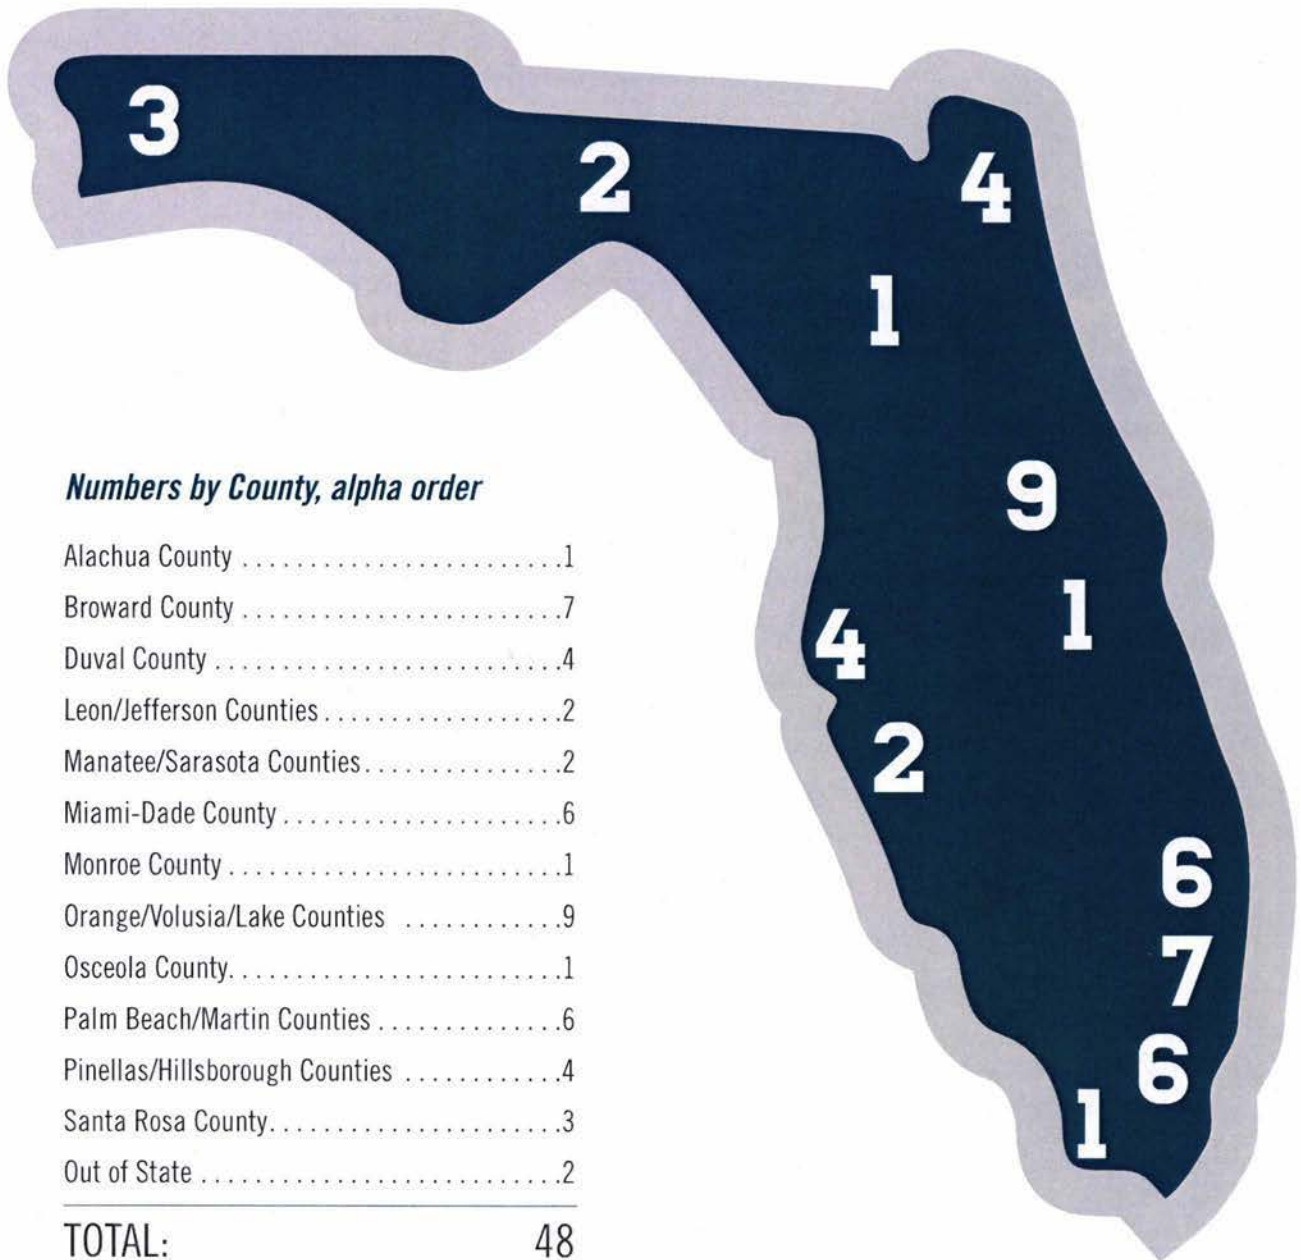 3
2
4
1
9
1
4
2
6
7
6
1
Numbers by County, alpha order
Alachua County ........................1
Broward County ........................7
Duval County ..........................4
Leon/Jefferson Counties ..................2
Manatee/Sarasota Counties ...............2
Miami-Dade County .....................6
Monroe County .........................1
Orange/Volusia/Lake Counties ............9
Osceola County .........................1
Palm Beach/Martin Counties ..............6
Pinellas/Hillsborough Counties ............4
Santa Rosa County ......................3
Out of State ...........................2
TOTAL: 48